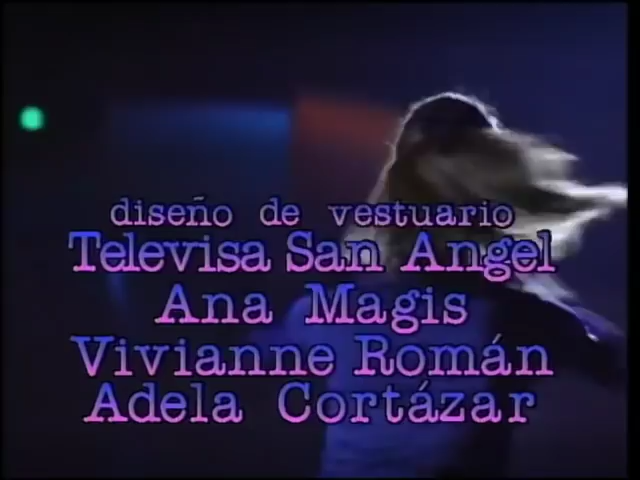 diseño de vestuario
Televisa San Angel
Ana Magis
Vivianne Román
Adela Cortázar